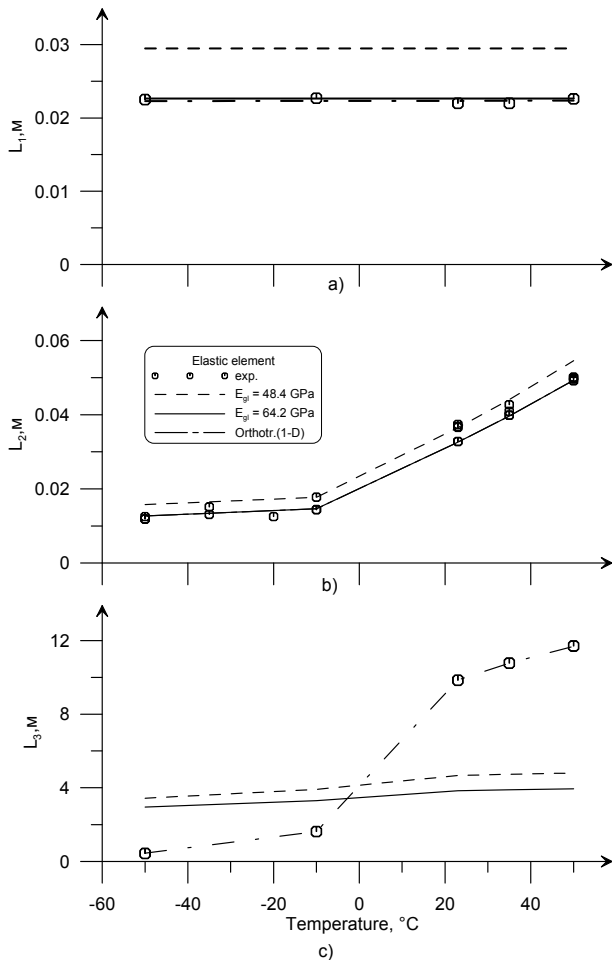 0.03
0.02
0.01
0
L₁,м
a)
0.06
0.04
0.02
0
L₂,м
Elastic element
exp.
E_gl = 48.4 GPa
E_gl = 64.2 GPa
Orthotr.(1-D)
b)
12
8
4
0
L₃,м
-60 -40 -20 0 20 40 60
Temperature, °C
c)